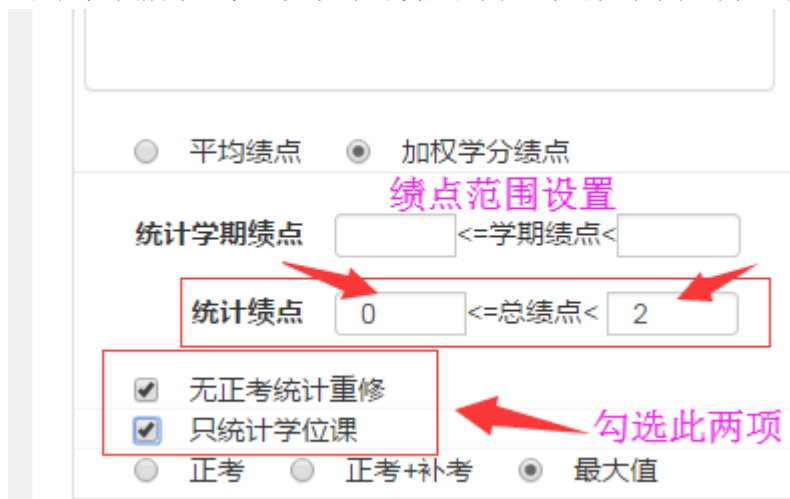 平均绩点 加权学分绩点
绩点范围设置
统计学期绩点 <=学期绩点<
统计绩点 0 <=总绩点< 2
无正考统计重修
只统计学位课
勾选此两项
正考 正考+补考 最大值